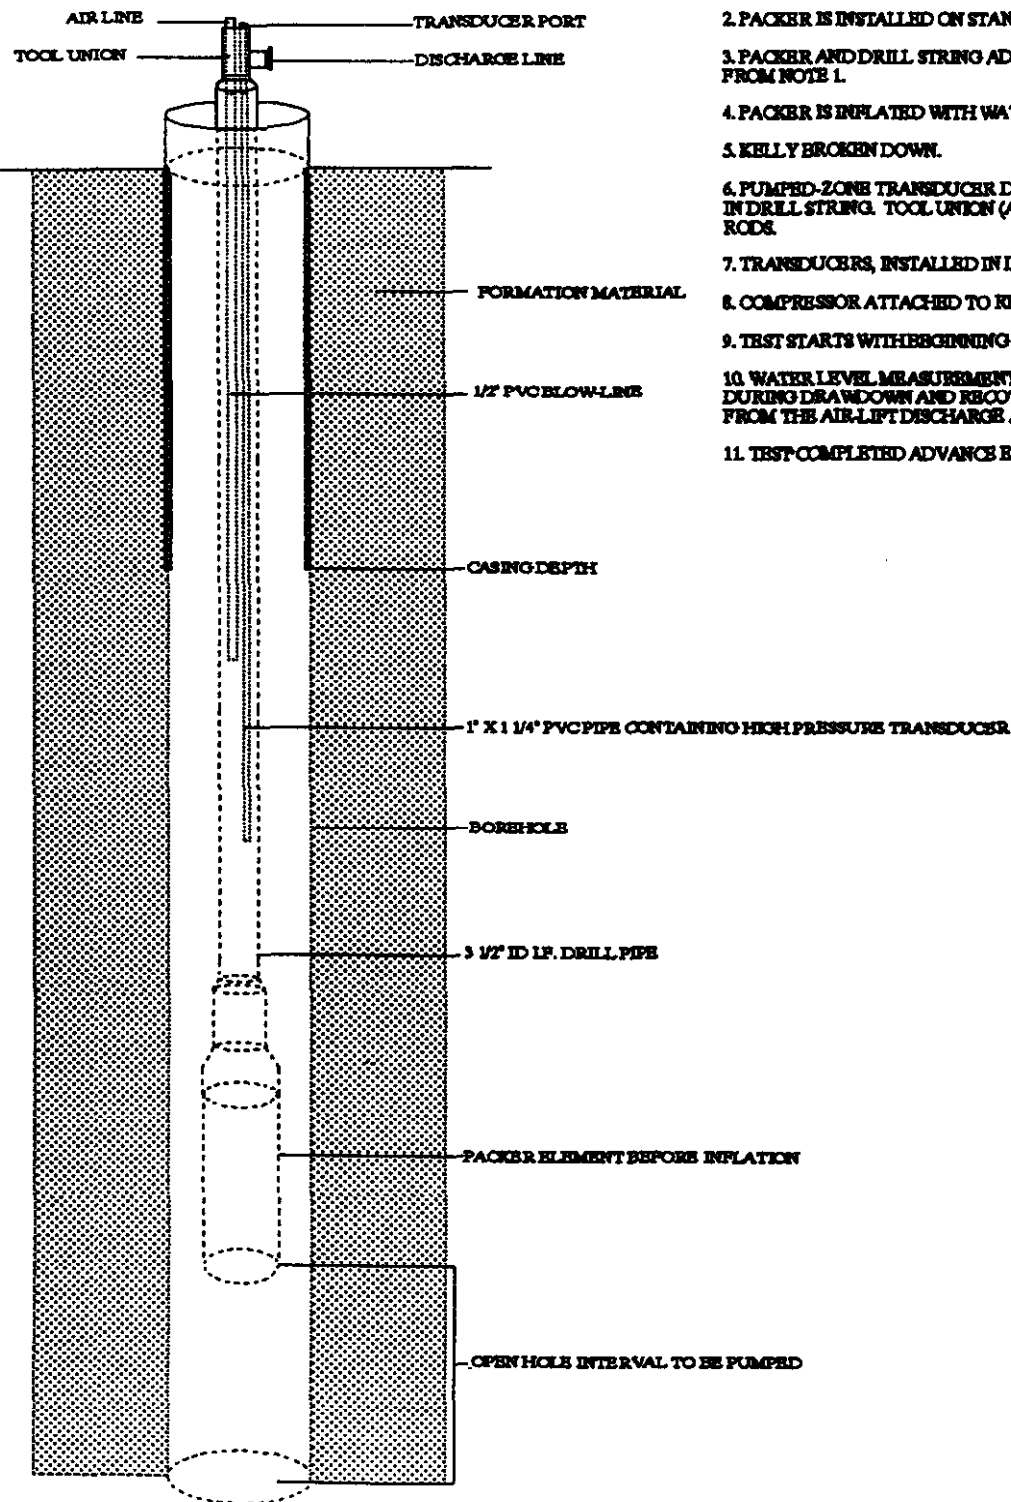 AIR LINE
TRANSDUCER PORT
TOOL UNION
DISCHARGE LINE
FORMATION MATERIAL
1/2" PVC BLOW-LINE
CASING DEPTH
1" X 1 1/4" PVC PIPE CONTAINING HIGH PRESSURE TRANSDUCER
BOREHOLE
3 1/2" ID I.F. DRILL PIPE
PACKER ELEMENT BEFORE INFLATION
OPEN HOLE INTERVAL TO BE PUMPED
2. PACKER IS INSTALLED ON STAN
3. PACKER AND DRILL STRING AD
FROM NOTE 1.
4. PACKER IS INFLATED WITH WA
5. KELLY BROKEN DOWN.
6. PUMPED-ZONE TRANSDUCER D
IN DRILL STRING. TOOL UNION (A
RODS.
7. TRANSDUCERS, INSTALLED IN
8. COMPRESSOR ATTACHED TO
9. TEST STARTS WITH BEGINNING
10. WATER LEVEL MEASUREMENT
DURING DRAWDOWN AND RECO
FROM THE AIR-LIFT DISCHARGE
11. TEST COMPLETED ADVANCE